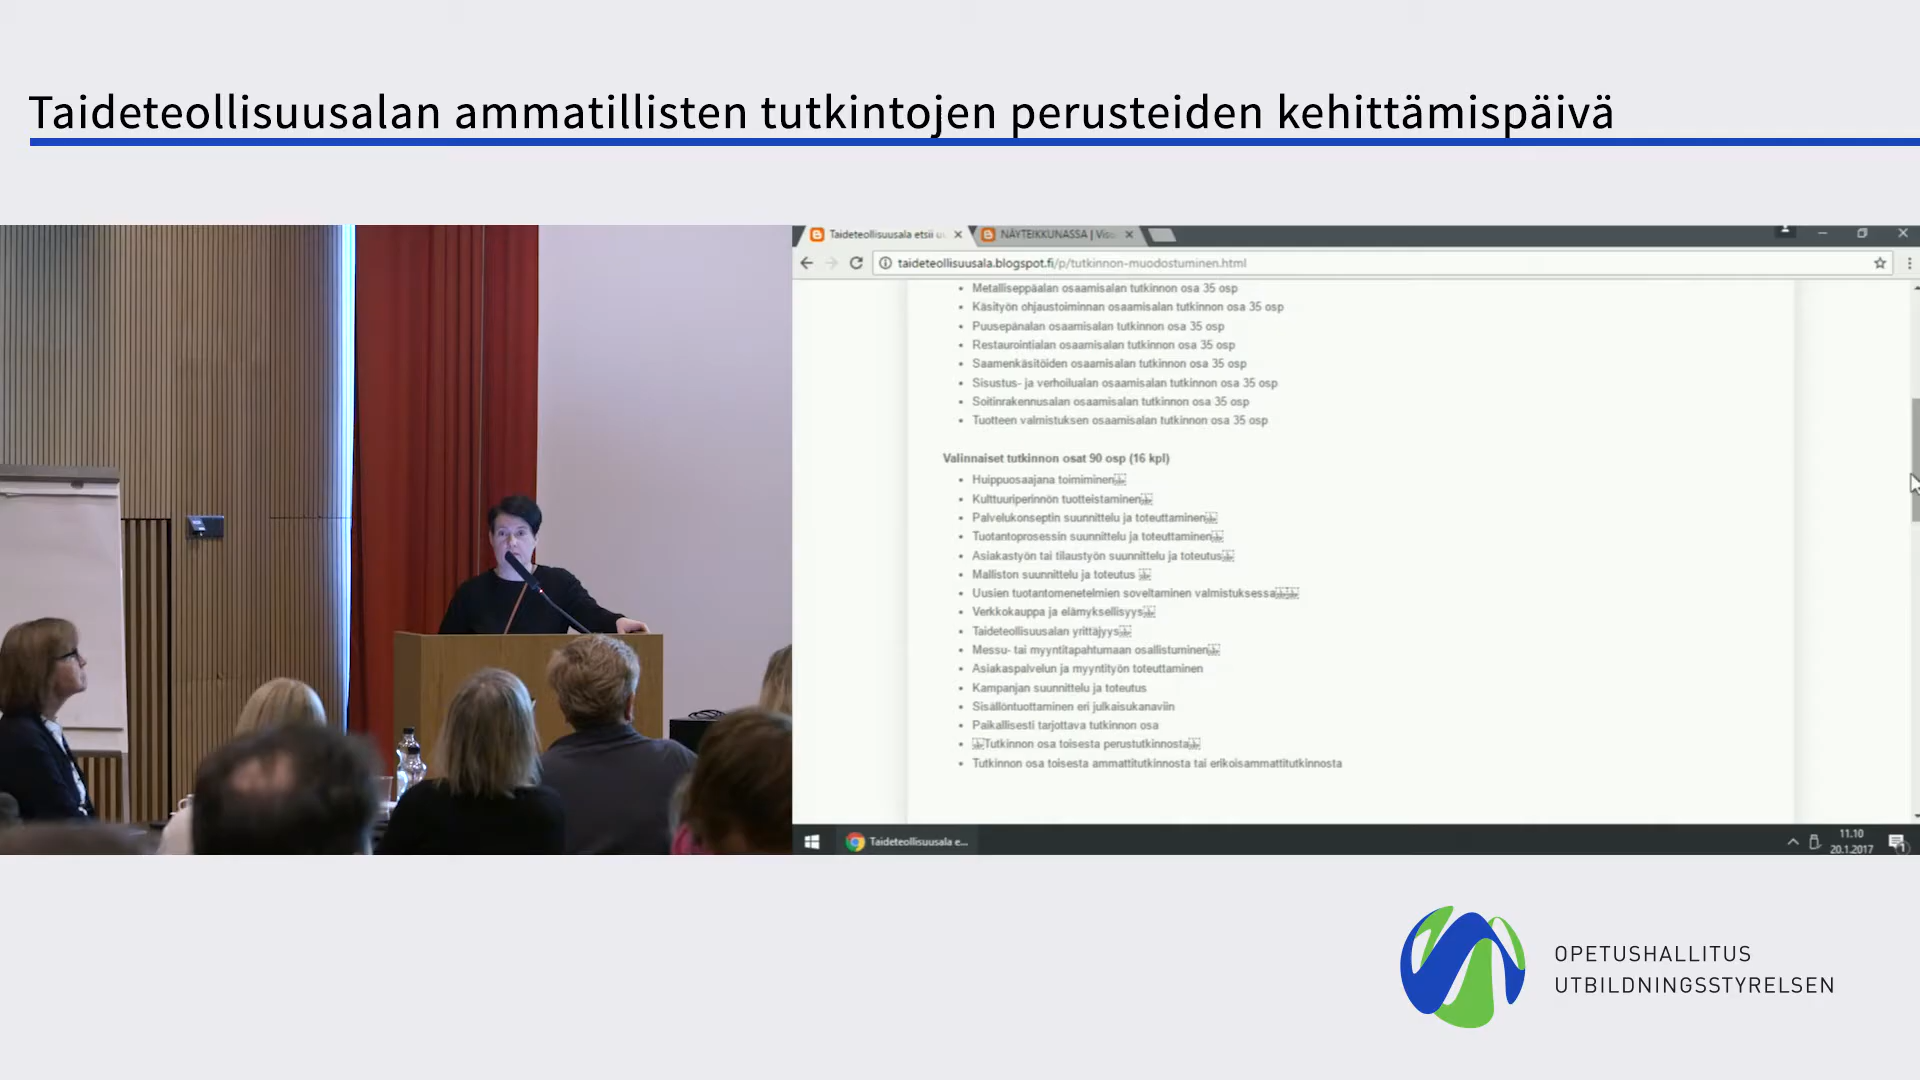 Taideteollisuusalan ammatillisten tutkintojen perusteiden kehittämispäivä
Taideteollisuusala etsii
NÄYTEIKKUNASSA |
taideteollisuusala.blogspot.fi/p/tutkinnon-muodostuminen.html
Metalliseppäalan osaamisalan tutkinnon osa 35 osp
Käsityön ohjaustoiminnan osaamisalan tutkinnon osa 35 osp
Puusepänalan osaamisalan tutkinnon osa 35 osp
Restaurointialan osaamisalan tutkinnon osa 35 osp
Saamenkäsitöiden osaamisalan tutkinnon osa 35 osp
Sisustus- ja verhoilualan osaamisalan tutkinnon osa 35 osp
Soitinrakennusalan osaamisalan tutkinnon osa 35 osp
Tuotteen valmistuksen osaamisalan tutkinnon osa 35 osp
Valinnaiset tutkinnon osat 90 osp (16 kpl)
Huippuosaajana toimiminen
Kulttuuriperinnön tuotteistaminen
Palvelukonseptin suunnittelu ja toteuttaminen
Tuotantoprosessin suunnittelu ja toteuttaminen
Asiakastyön tai tilaustyön suunnittelu ja toteutus
Malliston suunnittelu ja toteutus
Uusien tuotantomenetelmien soveltaminen valmistuksessa
Verkkokauppa ja elämyksellisyys
Taideteollisuusalan yrittäjyys
Messu- tai myyntitapahtumaan osallistuminen
Asiakaspalvelun ja myyntityön toteuttaminen
Kampanjan suunnittelu ja toteutus
Sisällöntuottaminen eri julkaisukanaviin
Paikallisesti tarjottava tutkinnon osa
Tutkinnon osa toisesta perustutkinnosta
Tutkinnon osa toisesta ammattitutkinnosta tai erikoisammattitutkinnosta
Taideteollisuusala e...
11.10
20.1.2017
1
OPETUSHALLITUS
UTBILDNINGSSTYRELSEN